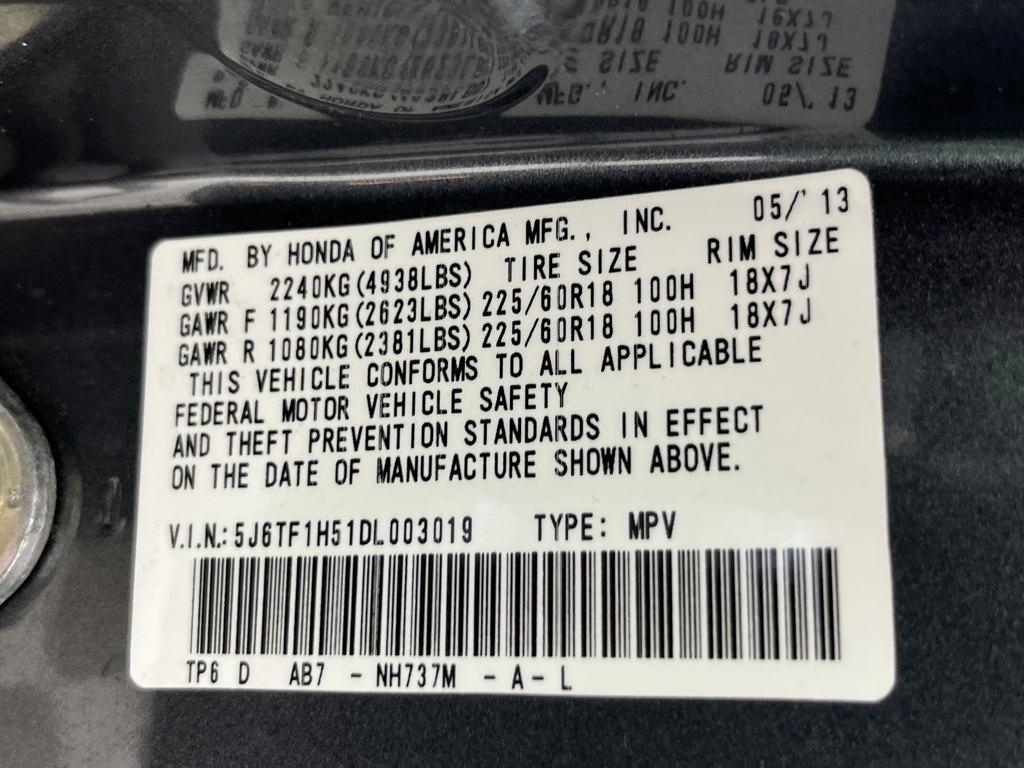 MFD. BY HONDA OF AMERICA MFG., INC. 05/'13
GVWR 2240KG(4938LBS) TIRE SIZE RIM SIZE
GAWR F 1190KG(2623LBS) 225/60R18 100H 18X7J
GAWR R 1080KG(2381LBS) 225/60R18 100H 18X7J
THIS VEHICLE CONFORMS TO ALL APPLICABLE
FEDERAL MOTOR VEHICLE SAFETY
AND THEFT PREVENTION STANDARDS IN EFFECT
ON THE DATE OF MANUFACTURE SHOWN ABOVE.
V.I.N.: 5J6TF1H51DL003019 TYPE: MPV
TP6 D AB7 - NH737M - A - L